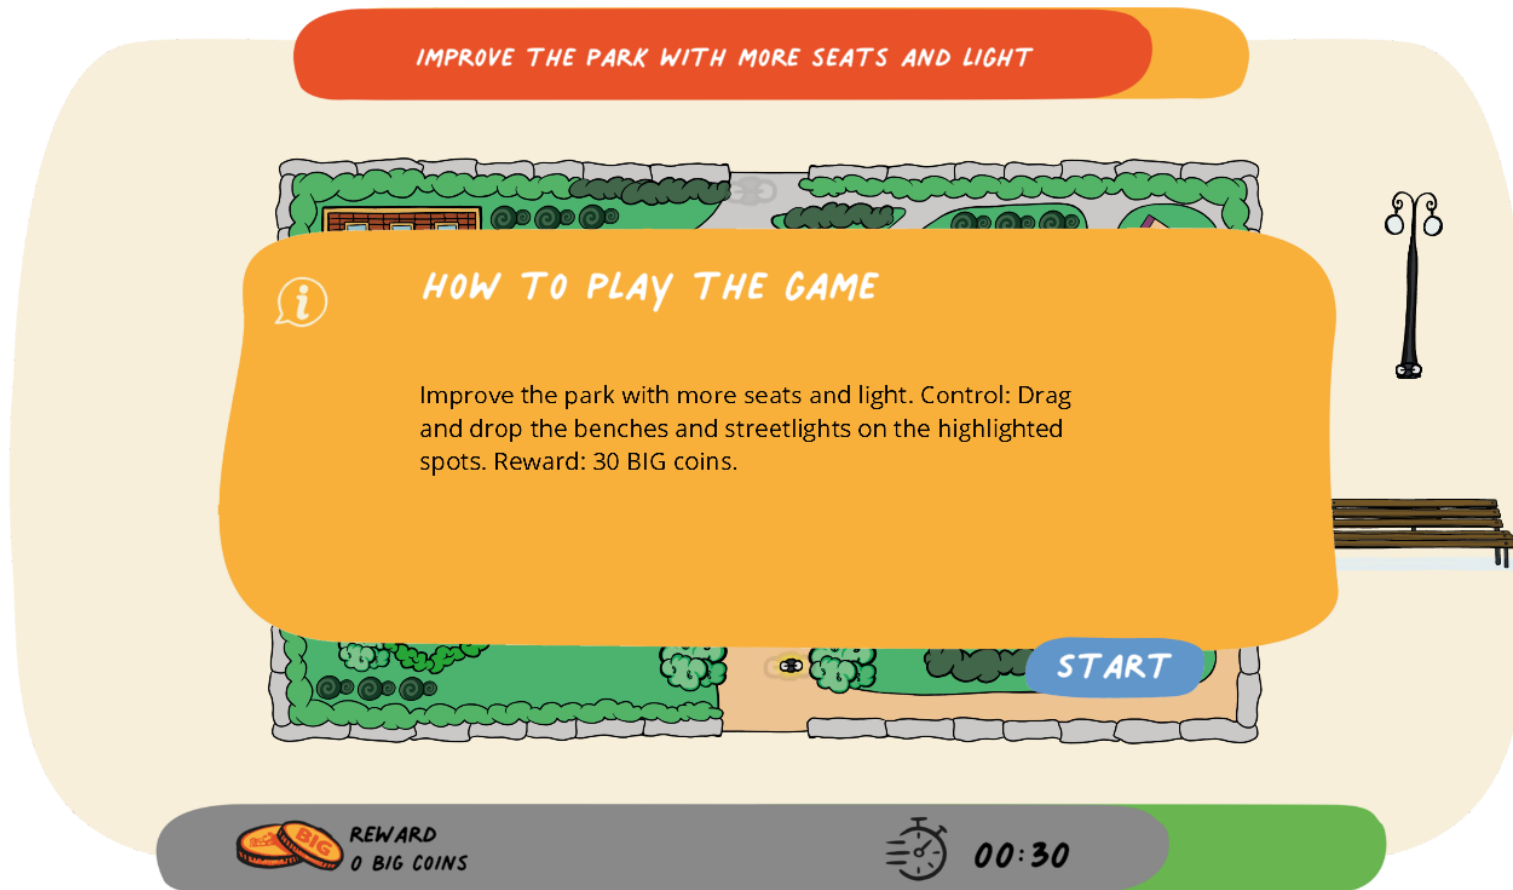 IMPROVE THE PARK WITH MORE SEATS AND LIGHT
HOW TO PLAY THE GAME
Improve the park with more seats and light. Control: Drag
and drop the benches and streetlights on the highlighted
spots. Reward: 30 BIG coins.
START
BIG
REWARD
0 BIG COINS
00:30